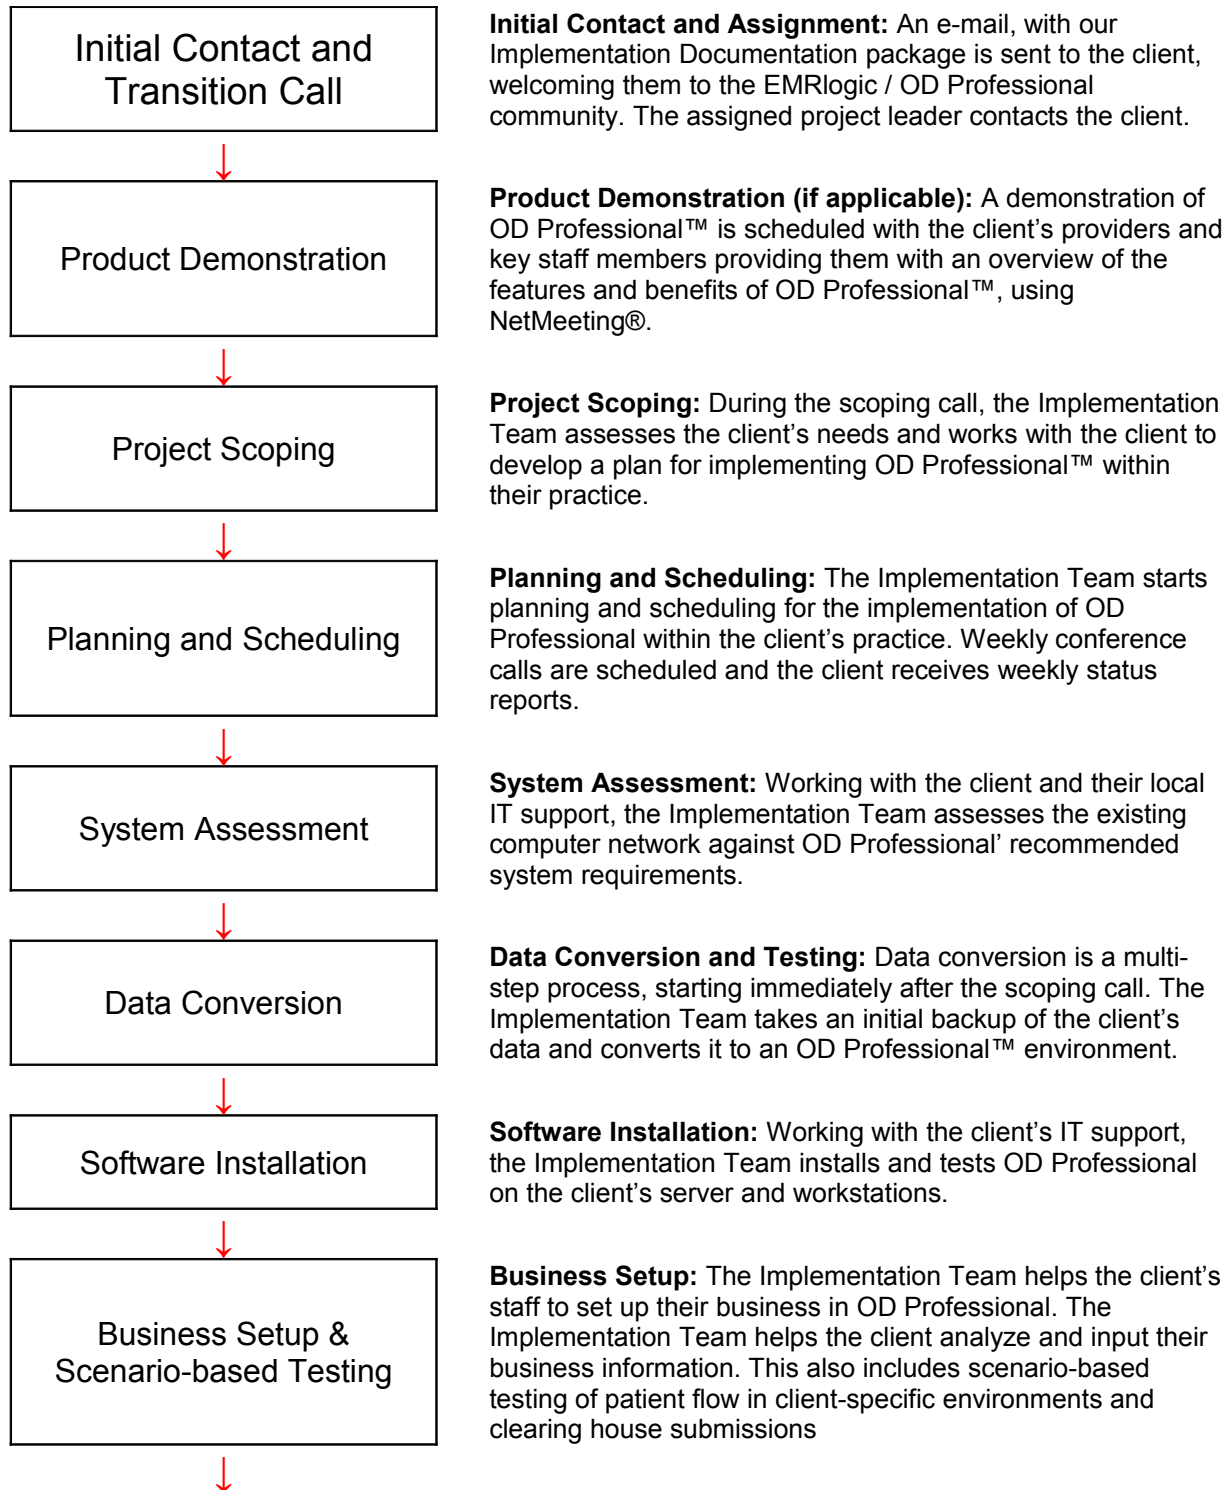 Initial Contact and
Transition Call
Initial Contact and Assignment: An e-mail, with our
Implementation Documentation package is sent to the client,
welcoming them to the EMRlogic / OD Professional
community. The assigned project leader contacts the client.
Product Demonstration
Product Demonstration (if applicable): A demonstration of
OD Professional™ is scheduled with the client’s providers and
key staff members providing them with an overview of the
features and benefits of OD Professional™, using
NetMeeting®.
Project Scoping
Project Scoping: During the scoping call, the Implementation
Team assesses the client’s needs and works with the client to
develop a plan for implementing OD Professional™ within
their practice.
Planning and Scheduling
Planning and Scheduling: The Implementation Team starts
planning and scheduling for the implementation of OD
Professional within the client’s practice. Weekly conference
calls are scheduled and the client receives weekly status
reports.
System Assessment
System Assessment: Working with the client and their local
IT support, the Implementation Team assesses the existing
computer network against OD Professional’ recommended
system requirements.
Data Conversion
Data Conversion and Testing: Data conversion is a multi-
step process, starting immediately after the scoping call. The
Implementation Team takes an initial backup of the client’s
data and converts it to an OD Professional™ environment.
Software Installation
Software Installation: Working with the client’s IT support,
the Implementation Team installs and tests OD Professional
on the client’s server and workstations.
Business Setup &
Scenario-based Testing
Business Setup: The Implementation Team helps the client’s
staff to set up their business in OD Professional. The
Implementation Team helps the client analyze and input their
business information. This also includes scenario-based
testing of patient flow in client-specific environments and
clearing house submissions